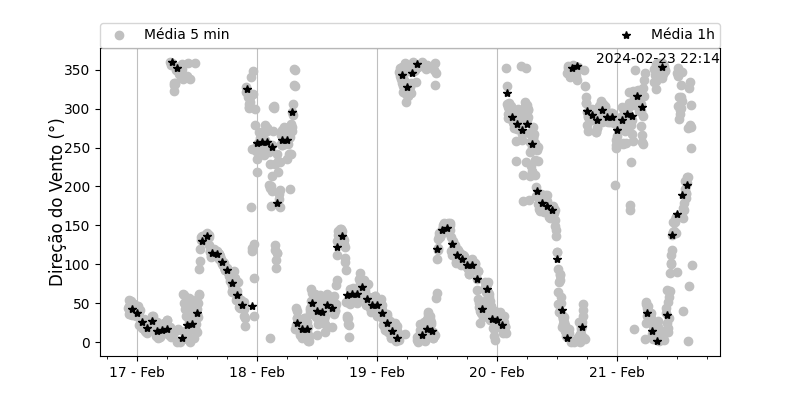 Média 5 min
Média 1h
2024-02-23 22:14
Direção do Vento (°)
350
300
250
200
150
100
50
0
17 - Feb
18 - Feb
19 - Feb
20 - Feb
21 - Feb